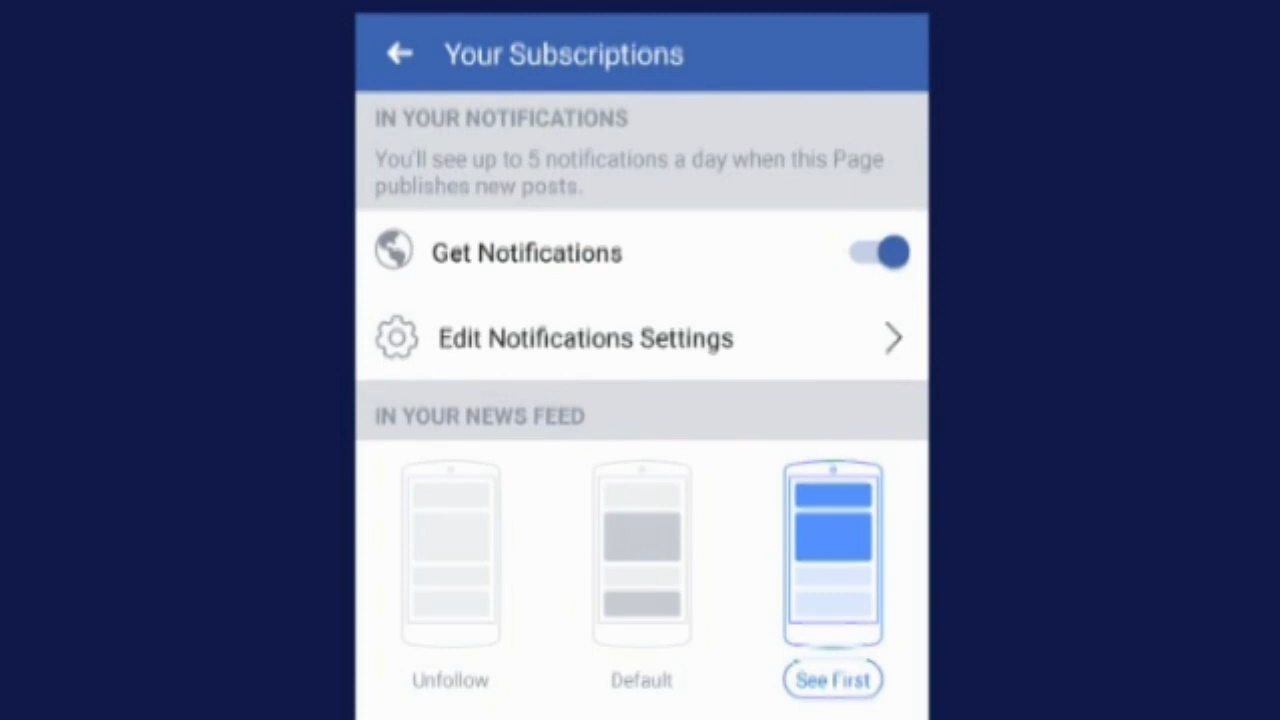 Your Subscriptions
IN YOUR NOTIFICATIONS
You'll see up to 5 notifications a day when this Page
publishes new posts.
Get Notifications
Edit Notifications Settings
IN YOUR NEWS FEED
Unfollow
Default
See First